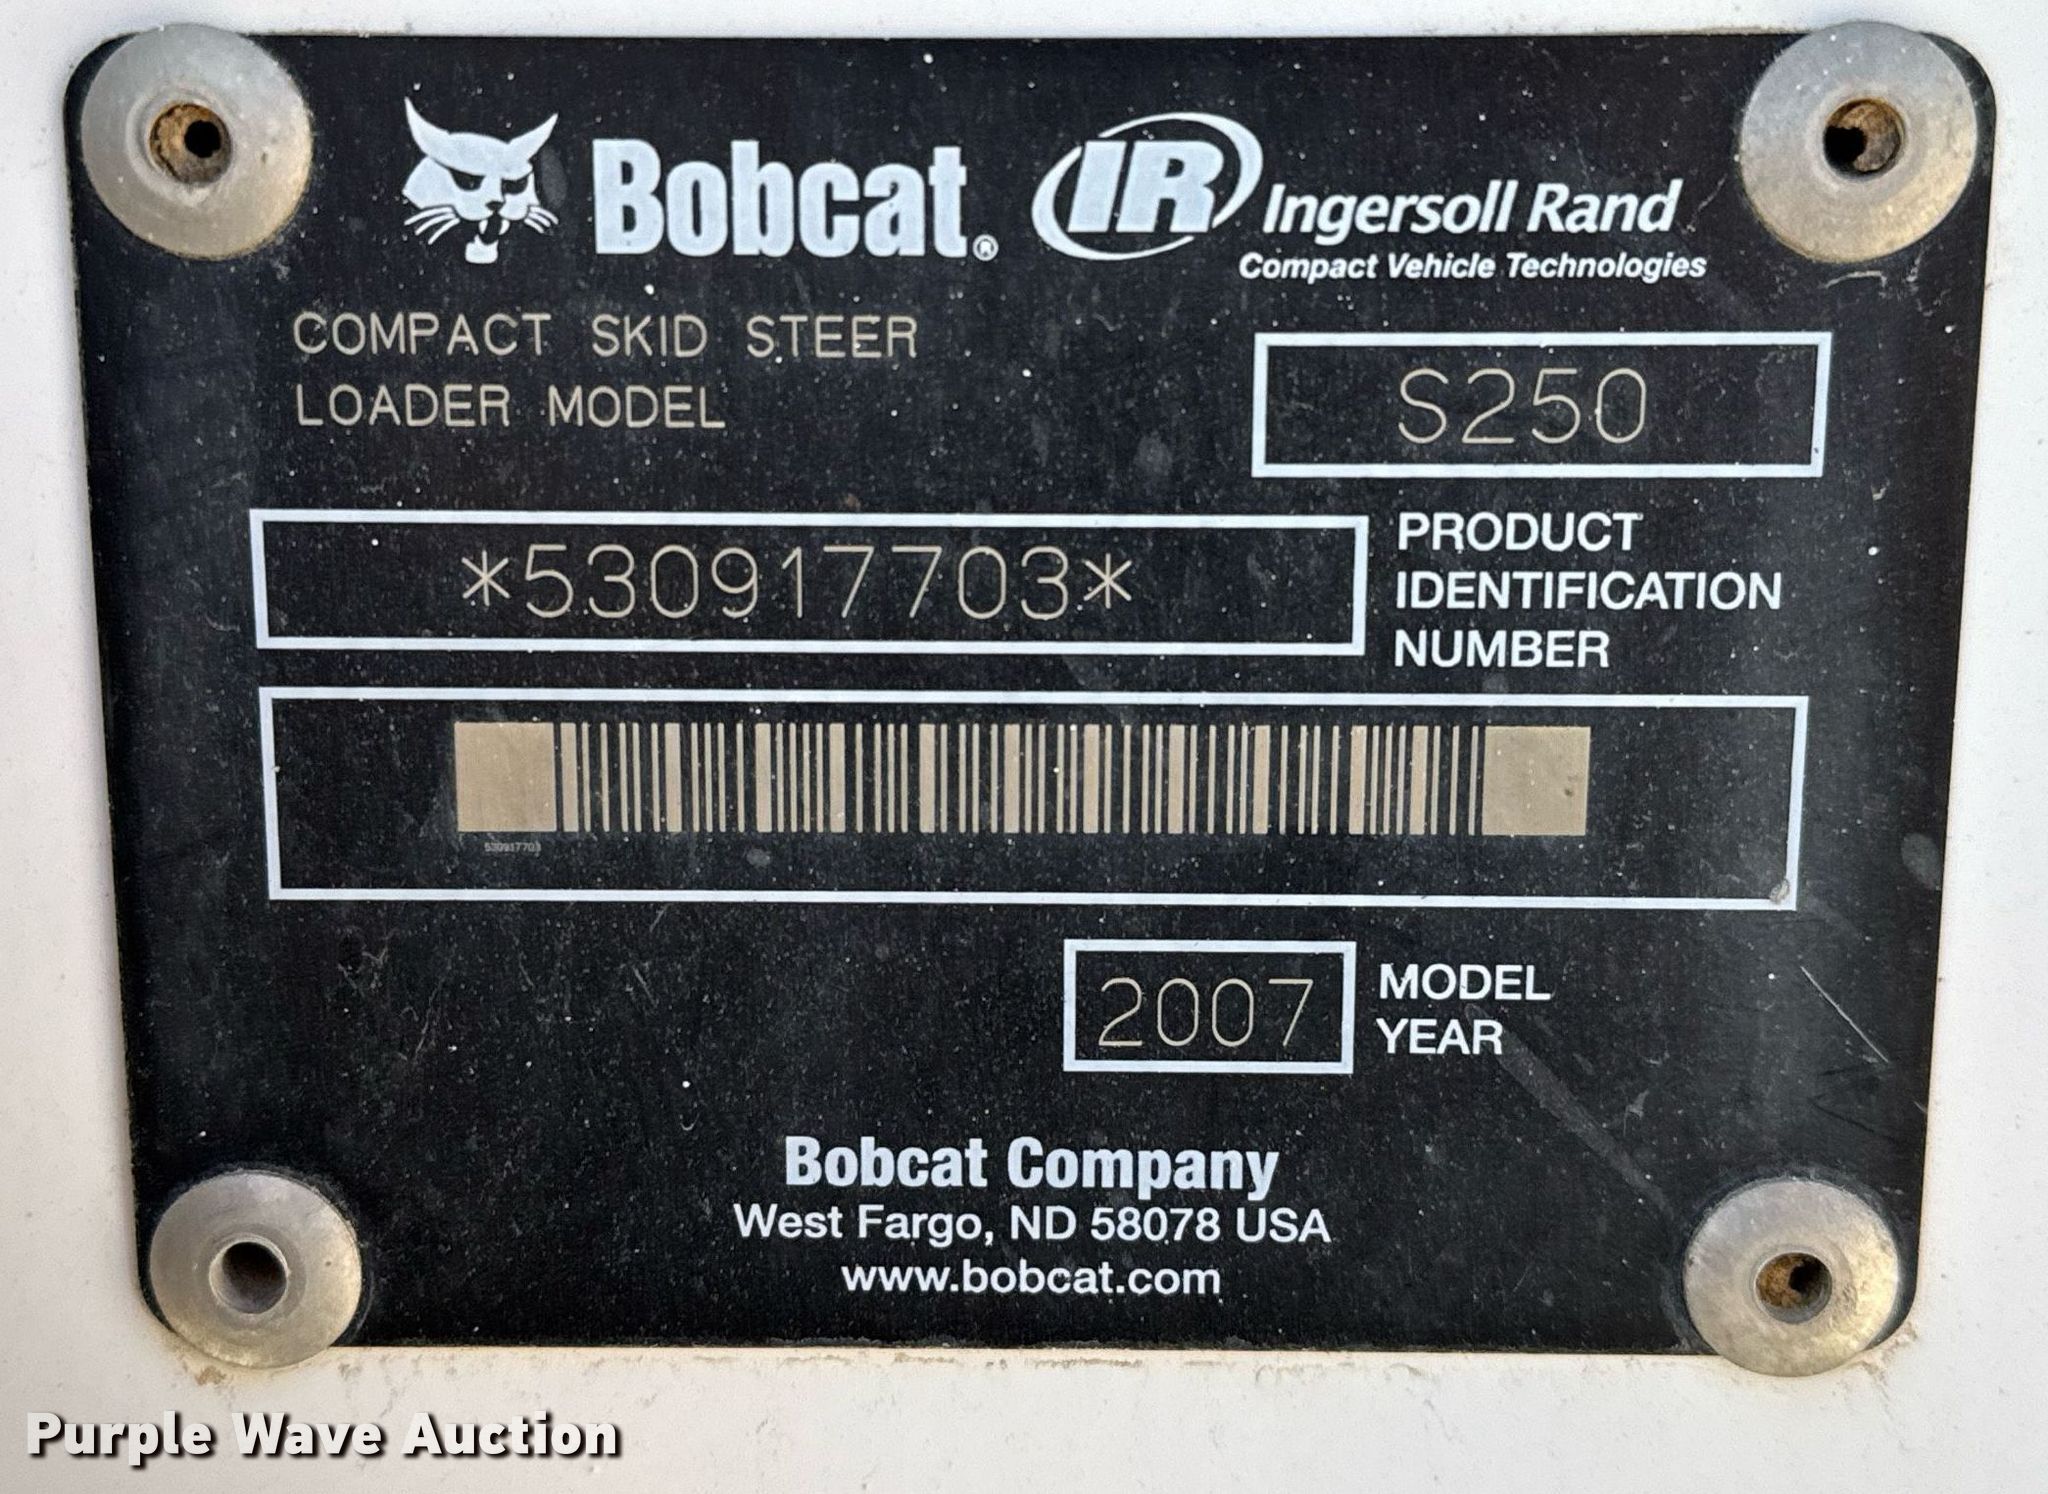 Bobcat®
IR Ingersoll Rand
Compact Vehicle Technologies
COMPACT SKID STEER
LOADER MODEL
S250
*530917703*
PRODUCT
IDENTIFICATION
NUMBER
530917703
2007
MODEL
YEAR
Bobcat Company
West Fargo, ND 58078 USA
www.bobcat.com
Purple Wave Auction